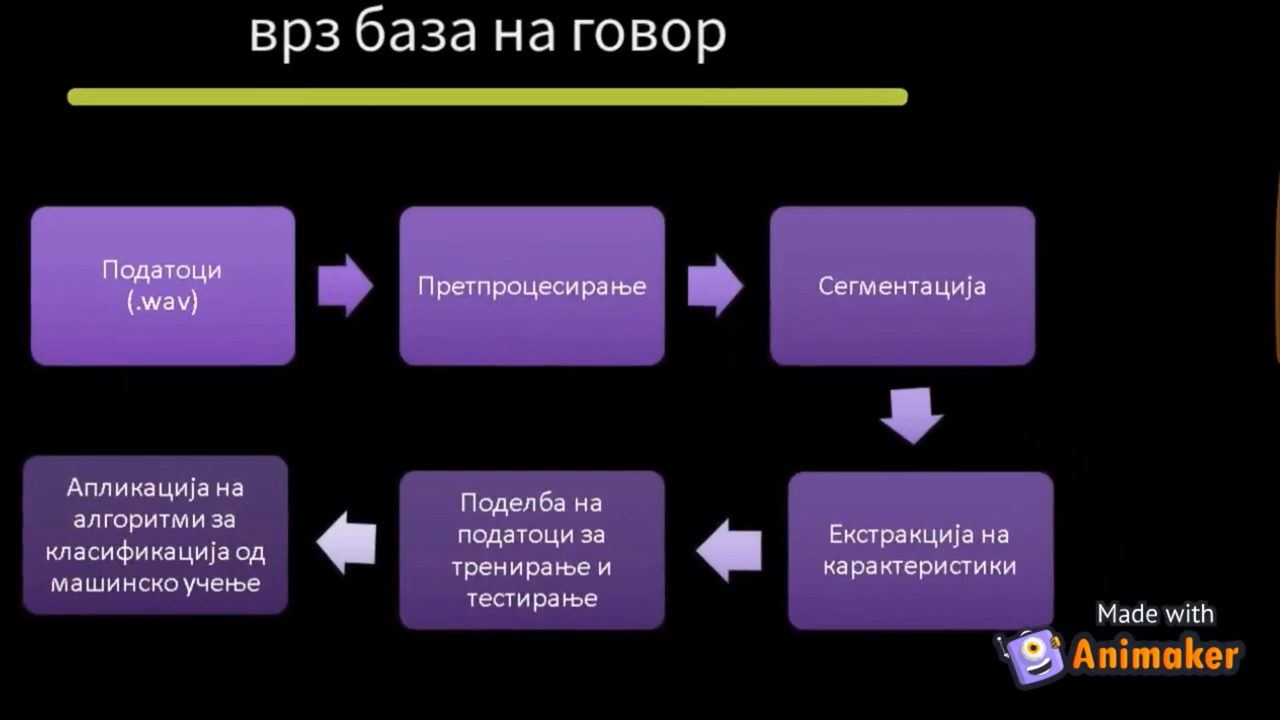 врз база на говор
Податоци
(.wav)
Претпроцесирање
Сегментација
Екстракција на
карактеристики
Поделба на
податоци за
тренирање и
тестирање
Апликација на
алгоритми за
класификација од
машинско учење
Made with
Animaker